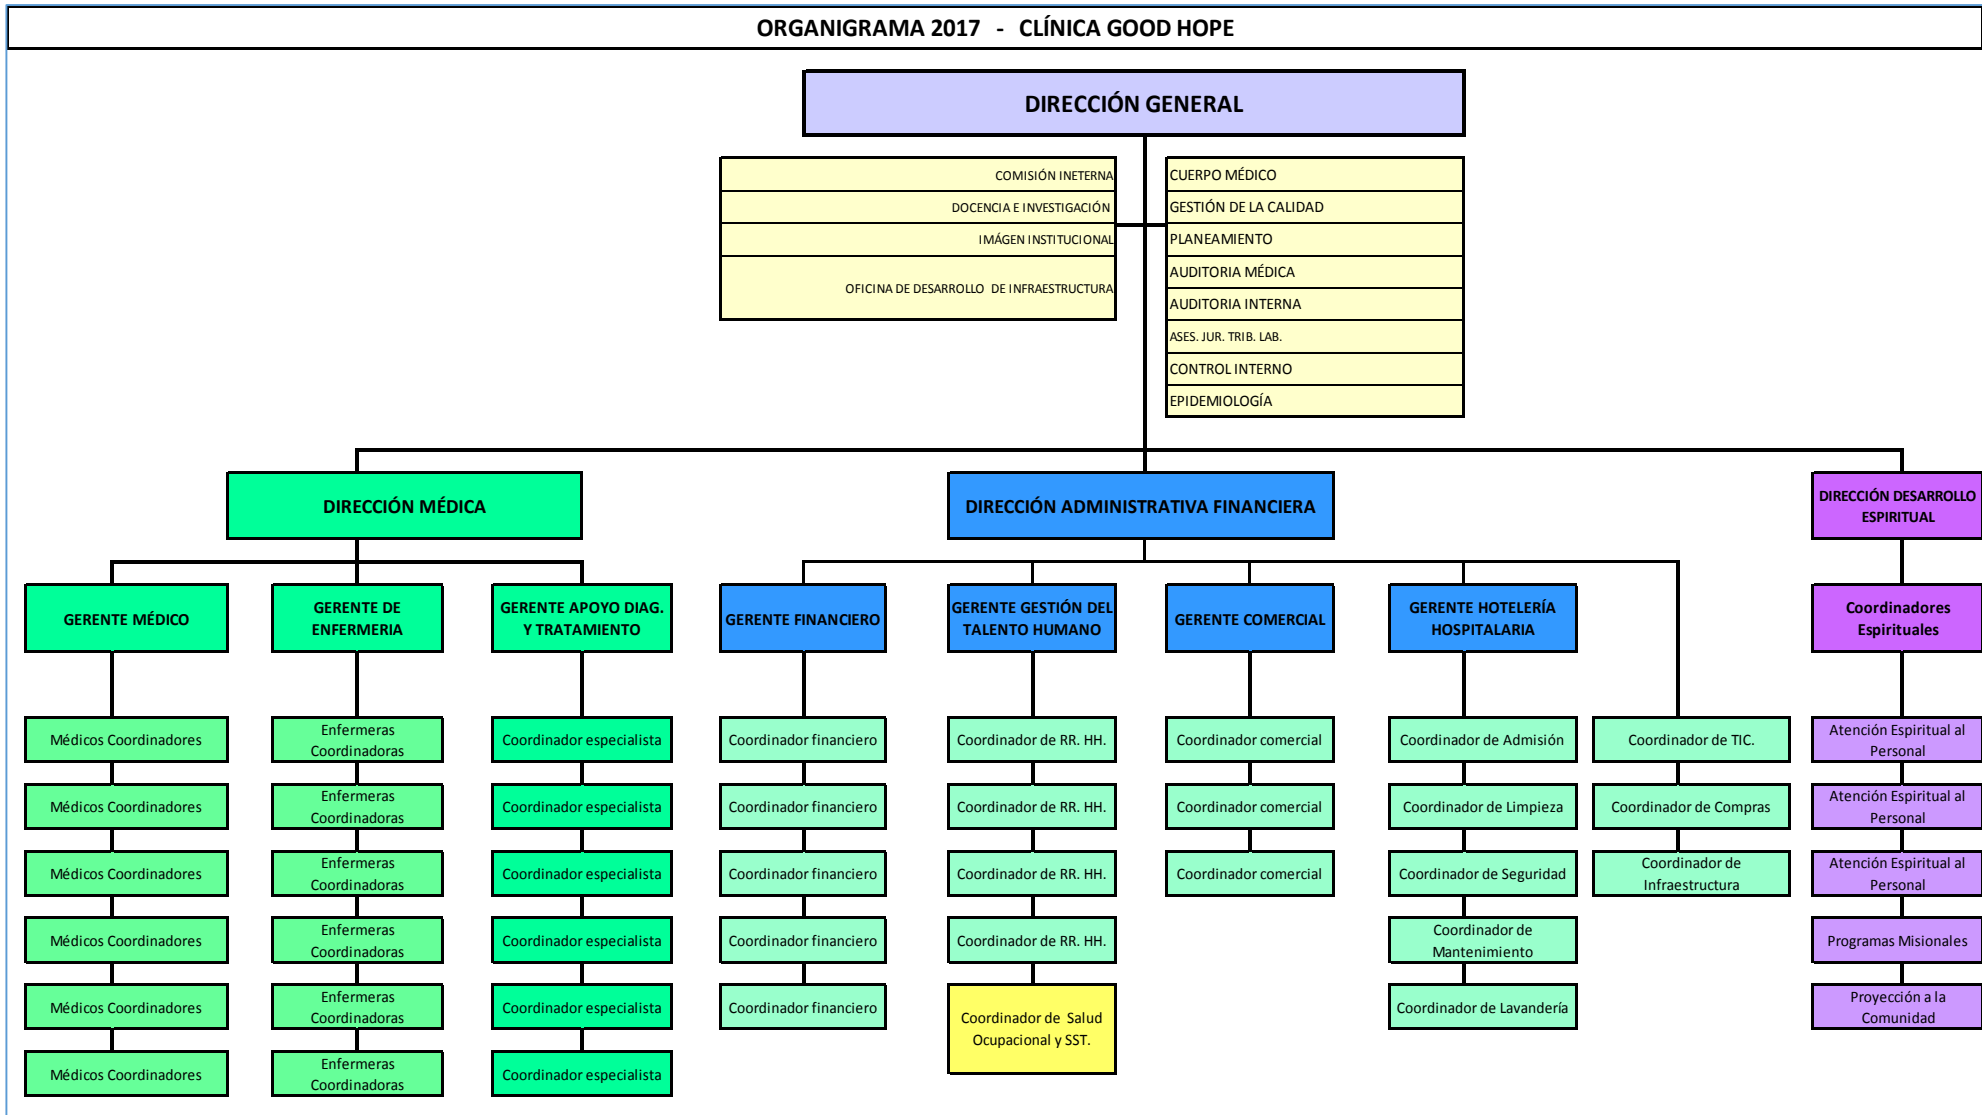 ORGANIGRAMA 2017 - CLÍNICA GOOD HOPE
DIRECCIÓN GENERAL
COMISIÓN INETERNA
DOCENCIA E INVESTIGACIÓN
IMÁGEN INSTITUCIONAL
OFICINA DE DESARROLLO DE INFRAESTRUCTURA
CUERPO MÉDICO
GESTIÓN DE LA CALIDAD
PLANEAMIENTO
AUDITORIA MÉDICA
AUDITORIA INTERNA
ASES. JUR. TRIB. LAB.
CONTROL INTERNO
EPIDEMIOLOGÍA
DIRECCIÓN MÉDICA
DIRECCIÓN ADMINISTRATIVA FINANCIERA
DIRECCIÓN DESARROLLO
ESPIRITUAL
GERENTE MÉDICO
GERENTE DE
ENFERMERIA
GERENTE APOYO DIAG.
Y TRATAMIENTO
GERENTE FINANCIERO
GERENTE GESTIÓN DEL
TALENTO HUMANO
GERENTE COMERCIAL
GERENTE HOTELERÍA
HOSPITALARIA
Coordinadores
Espirituales
Médicos Coordinadores
Enfermeras
Coordinadoras
Coordinador especialista
Coordinador financiero
Coordinador de RR. HH.
Coordinador comercial
Coordinador de Admisión
Coordinador de TIC.
Atención Espiritual al
Personal
Médicos Coordinadores
Enfermeras
Coordinadoras
Coordinador especialista
Coordinador financiero
Coordinador de RR. HH.
Coordinador comercial
Coordinador de Limpieza
Coordinador de Compras
Atención Espiritual al
Personal
Médicos Coordinadores
Enfermeras
Coordinadoras
Coordinador especialista
Coordinador financiero
Coordinador de RR. HH.
Coordinador comercial
Coordinador de Seguridad
Coordinador de
Infraestructura
Atención Espiritual al
Personal
Médicos Coordinadores
Enfermeras
Coordinadoras
Coordinador especialista
Coordinador financiero
Coordinador de RR. HH.
Coordinador de
Mantenimiento
Programas Misionales
Médicos Coordinadores
Enfermeras
Coordinadoras
Coordinador especialista
Coordinador financiero
Coordinador de Salud
Ocupacional y SST.
Coordinador de Lavandería
Proyección a la
Comunidad
Médicos Coordinadores
Enfermeras
Coordinadoras
Coordinador especialista